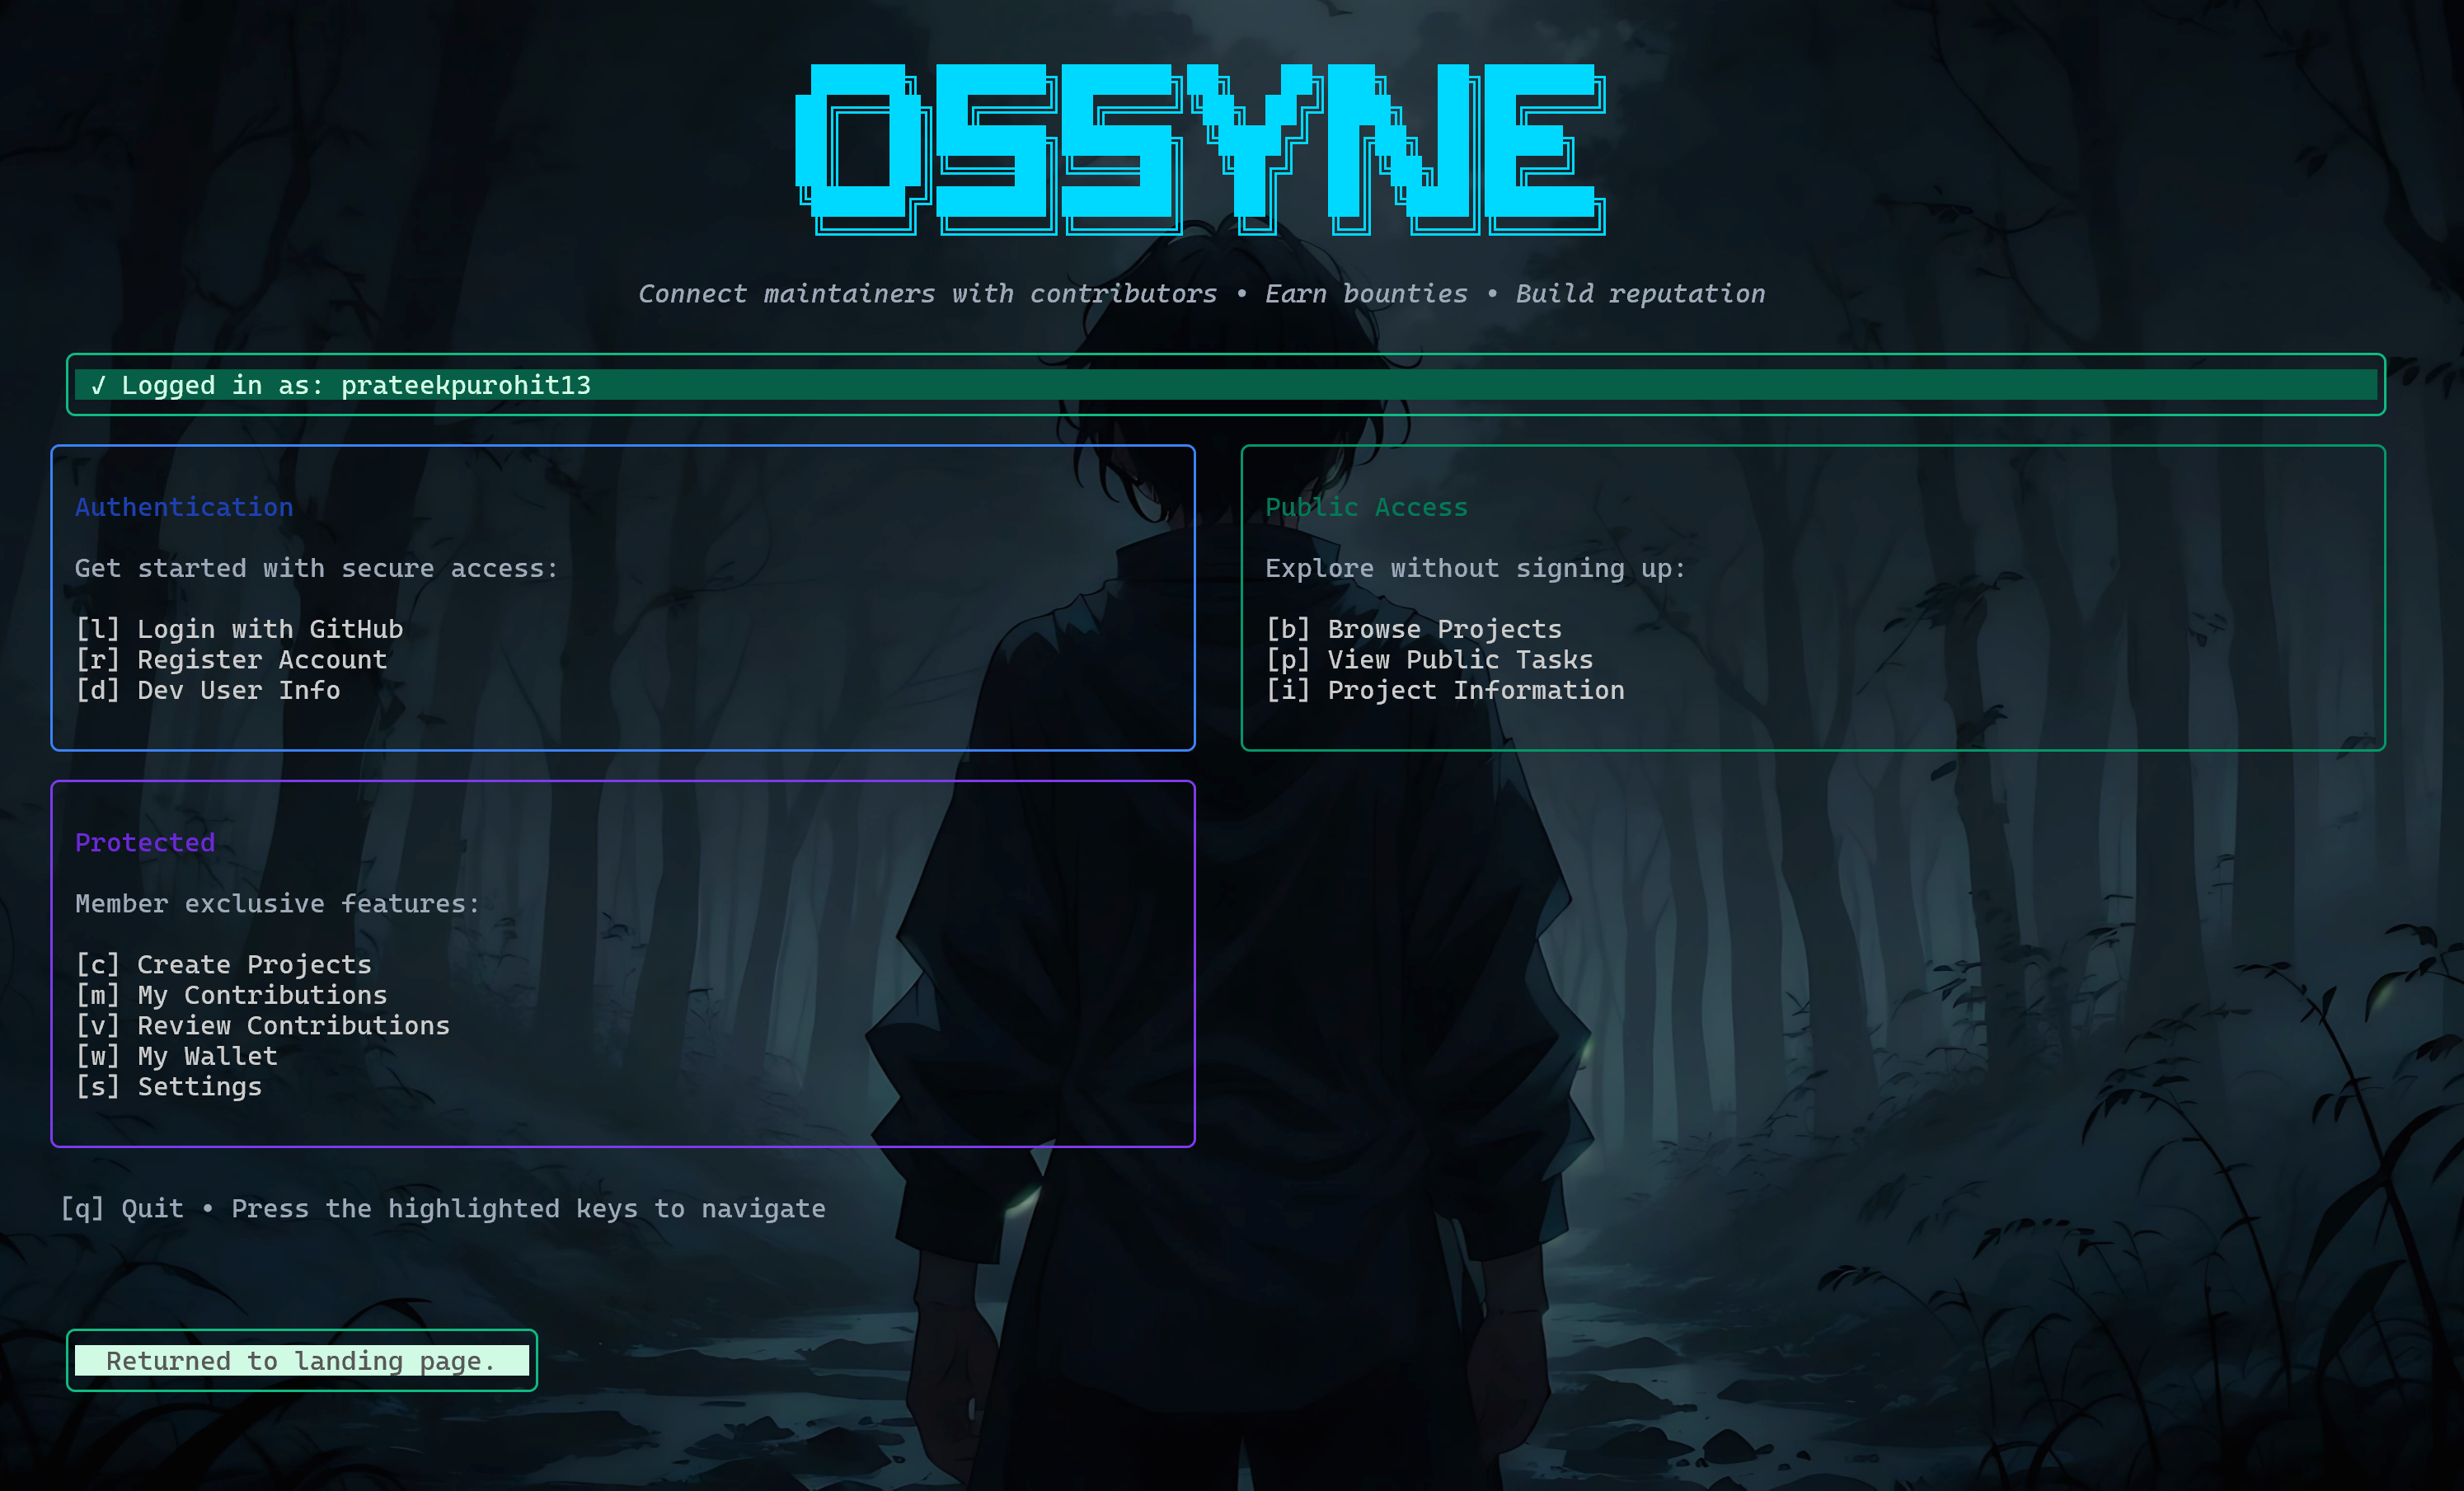 OSSYNE
Connect maintainers with contributors • Earn bounties • Build reputation
✓ Logged in as: prateekpurohit13
Authentication
Get started with secure access:
[l] Login with GitHub
[r] Register Account
[d] Dev User Info
Public Access
Explore without signing up:
[b] Browse Projects
[p] View Public Tasks
[i] Project Information
Protected
Member exclusive features:
[c] Create Projects
[m] My Contributions
[v] Review Contributions
[w] My Wallet
[s] Settings
[q] Quit • Press the highlighted keys to navigate
Returned to landing page.